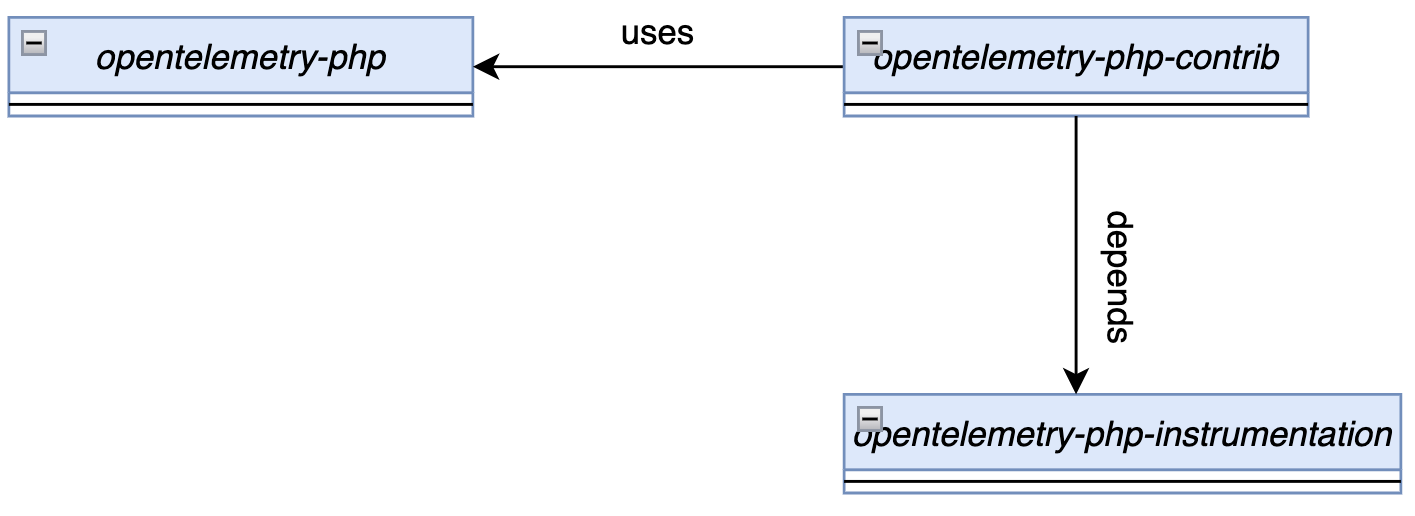 uses
opentelemetry-php
opentelemetry-php-contrib
depends
opentelemetry-php-instrumentation